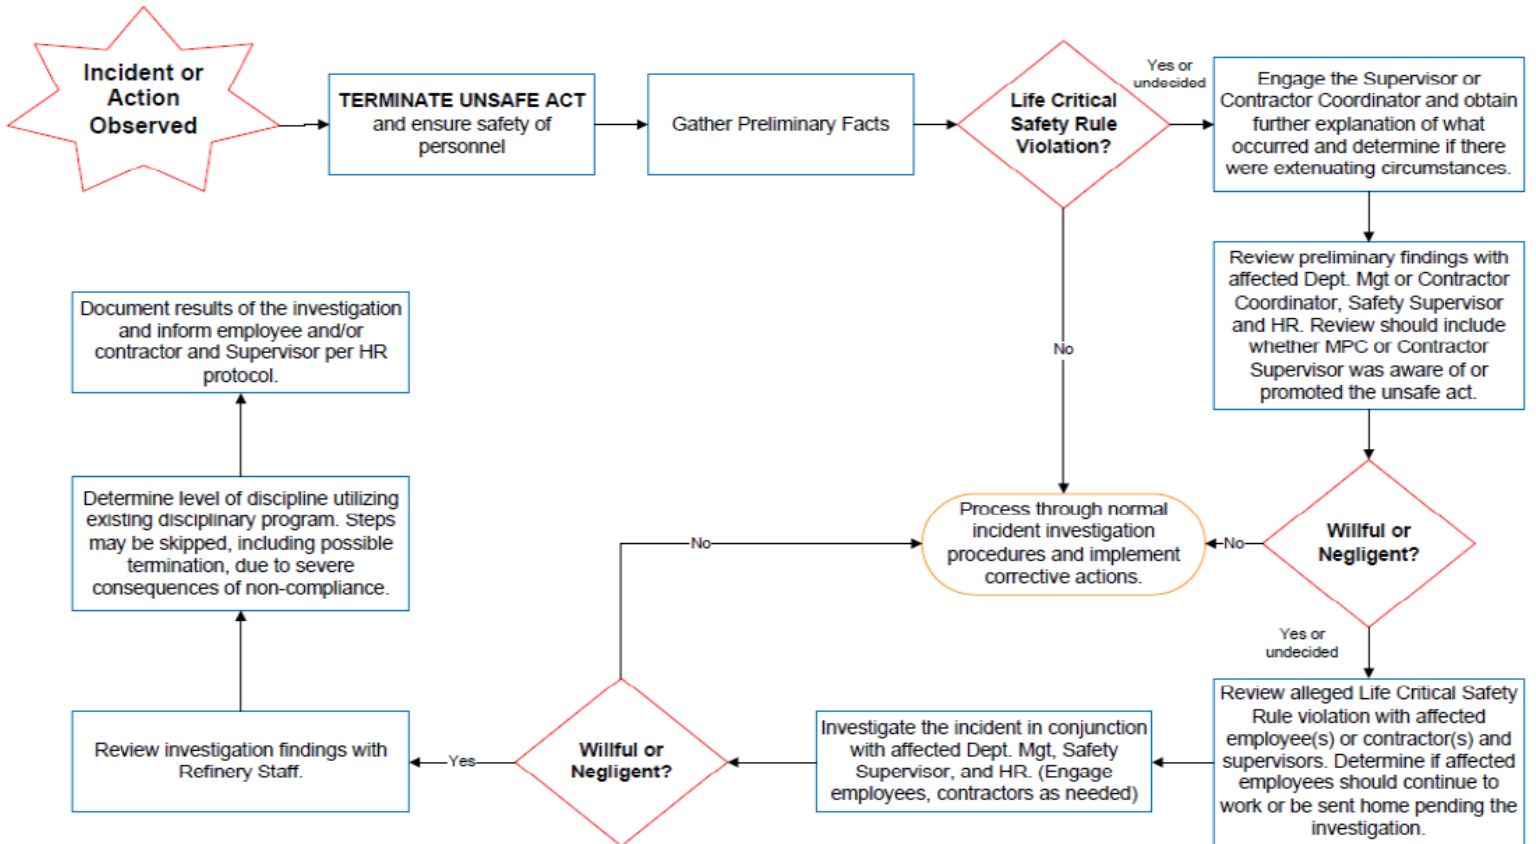 Incident or
Action
Observed
TERMINATE UNSAFE ACT
and ensure safety of
personnel
Gather Preliminary Facts
Life Critical
Safety Rule
Violation?
Yes or
undecided
Engage the Supervisor or
Contractor Coordinator and obtain
further explanation of what
occurred and determine if there
were extenuating circumstances.
No
Review preliminary findings with
affected Dept. Mgt or Contractor
Coordinator, Safety Supervisor
and HR. Review should include
whether MPC or Contractor
Supervisor was aware of or
promoted the unsafe act.
Willful or
Negligent?
No
Process through normal
incident investigation
procedures and implement
corrective actions.
Yes or
undecided
Review alleged Life Critical Safety
Rule violation with affected
employee(s) or contractor(s) and
supervisors. Determine if affected
employees should continue to
work or be sent home pending the
investigation.
Investigate the incident in conjunction
with affected Dept. Mgt, Safety
Supervisor, and HR. (Engage
employees, contractors as needed)
Willful or
Negligent?
No
Yes
Review investigation findings with
Refinery Staff.
Determine level of discipline utilizing
existing disciplinary program. Steps
may be skipped, including possible
termination, due to severe
consequences of non-compliance.
Document results of the investigation
and inform employee and/or
contractor and Supervisor per HR
protocol.